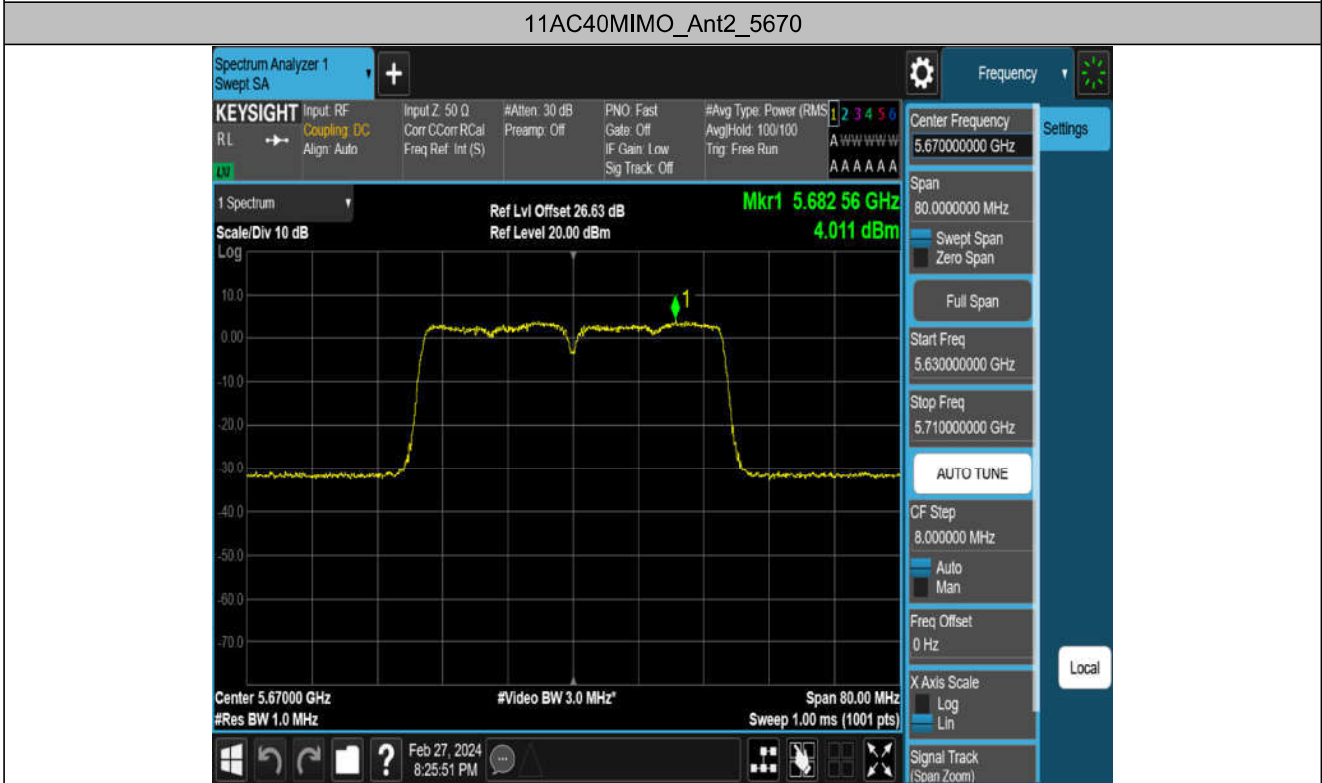 11AC40MIMO_Ant2_5670
Spectrum Analyzer 1
Swept SA
Frequency
KEYSIGHT
RL
LXI
Input: RF
Coupling: DC
Align: Auto
Input Z: 50 Ω
Corr CCorr RCal
Freq Ref: Int (S)
#Atten: 30 dB
Preamp: Off
PNO: Fast
Gate: Off
IF Gain: Low
Sig Track: Off
#Avg Type: Power (RMS
Avg|Hold: 100/100
Trig: Free Run
1 2 3 4 5 6
A W W W W W
A A A A A A
1 Spectrum
Scale/Div 10 dB
Log
Ref Lvl Offset 26.63 dB
Ref Level 20.00 dBm
Mkr1 5.682 56 GHz
4.011 dBm
1
10.0
0.00
-10.0
-20.0
-30.0
-40.0
-50.0
-60.0
-70.0
Center 5.67000 GHz
#Res BW 1.0 MHz
#Video BW 3.0 MHz*
Span 80.00 MHz
Sweep 1.00 ms (1001 pts)
?
Feb 27, 2024
8:25:51 PM
Center Frequency
5.670000000 GHz
Settings
Span
80.0000000 MHz
Swept Span
Zero Span
Full Span
Start Freq
5.630000000 GHz
Stop Freq
5.710000000 GHz
AUTO TUNE
CF Step
8.000000 MHz
Auto
Man
Freq Offset
0 Hz
Local
X Axis Scale
Log
Lin
Signal Track
(Span Zoom)